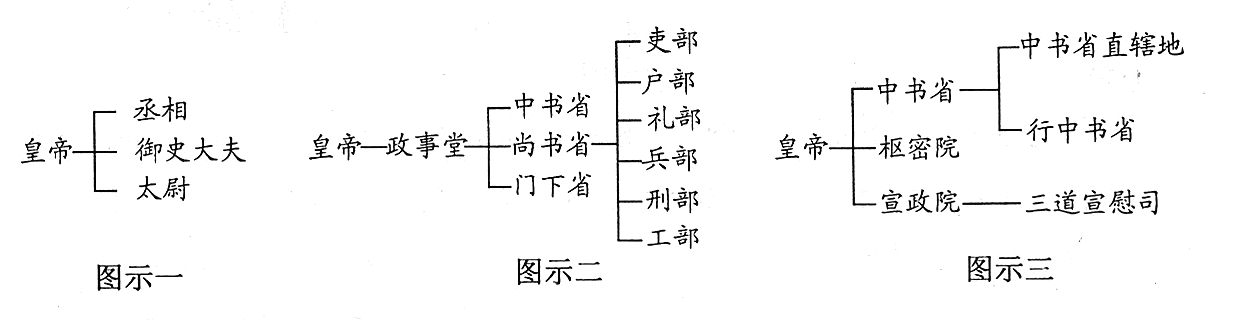 皇帝
丞相
御史大夫
太尉
图示一
皇帝
政事堂
中书省
尚书省
门下省
吏部
户部
礼部
兵部
刑部
工部
图示二
皇帝
中书省
枢密院
宣政院
中书省直辖地
行中书省
三道宣慰司
图示三